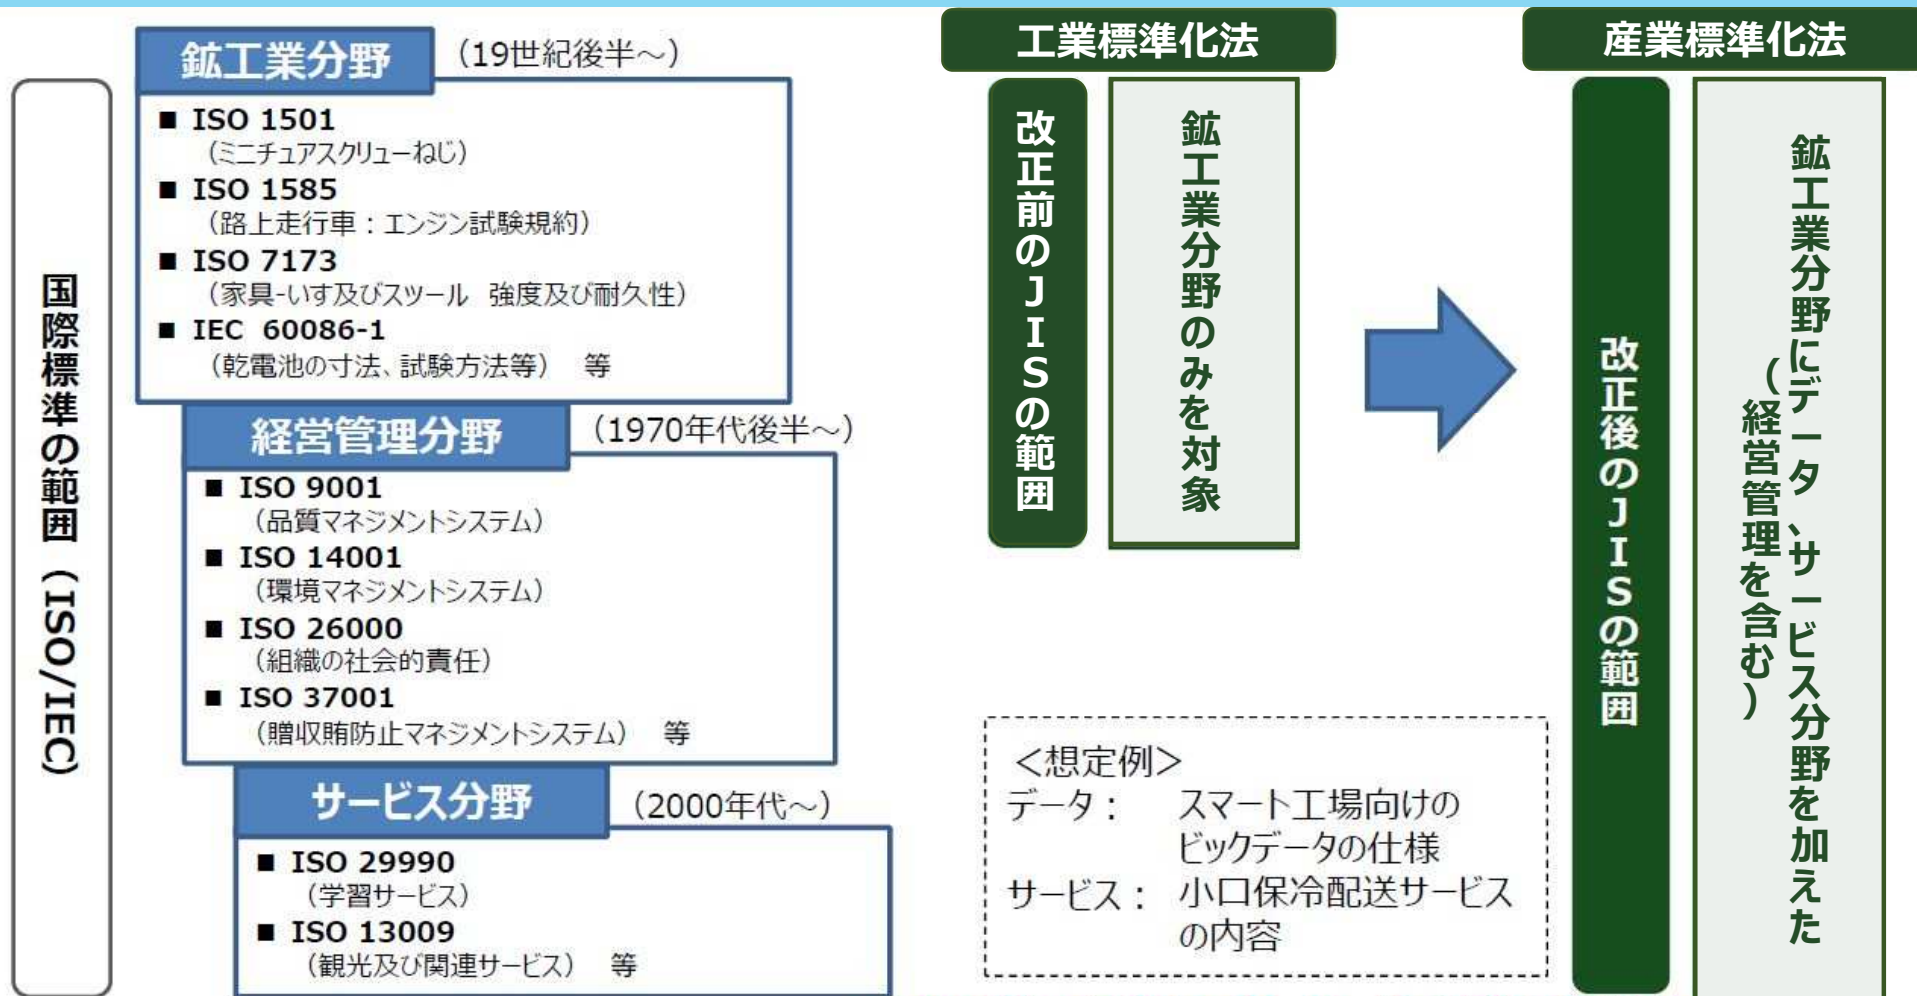 国際標準の範囲（ISO/IEC）
鉱工業分野
（19世紀後半～）
■ ISO 1501
（ミニチュアスクリューねじ）
■ ISO 1585
（路上走行車：エンジン試験規約）
■ ISO 7173
（家具-いす及びスツール 強度及び耐久性）
■ IEC 60086-1
（乾電池の寸法、試験方法等） 等
経営管理分野
（1970年代後半～）
■ ISO 9001
（品質マネジメントシステム）
■ ISO 14001
（環境マネジメントシステム）
■ ISO 26000
（組織の社会的責任）
■ ISO 37001
（贈収賄防止マネジメントシステム） 等
サービス分野
（2000年代～）
■ ISO 29990
（学習サービス）
■ ISO 13009
（観光及び関連サービス） 等
工業標準化法
改正前のJISの範囲
鉱工業分野のみを対象
＜想定例＞
データ： スマート工場向けの
ビックデータの仕様
サービス： 小口保冷配送サービス
の内容
産業標準化法
改正後のJISの範囲
鉱工業分野にデータ、サービス分野を加えた
（経営管理を含む）